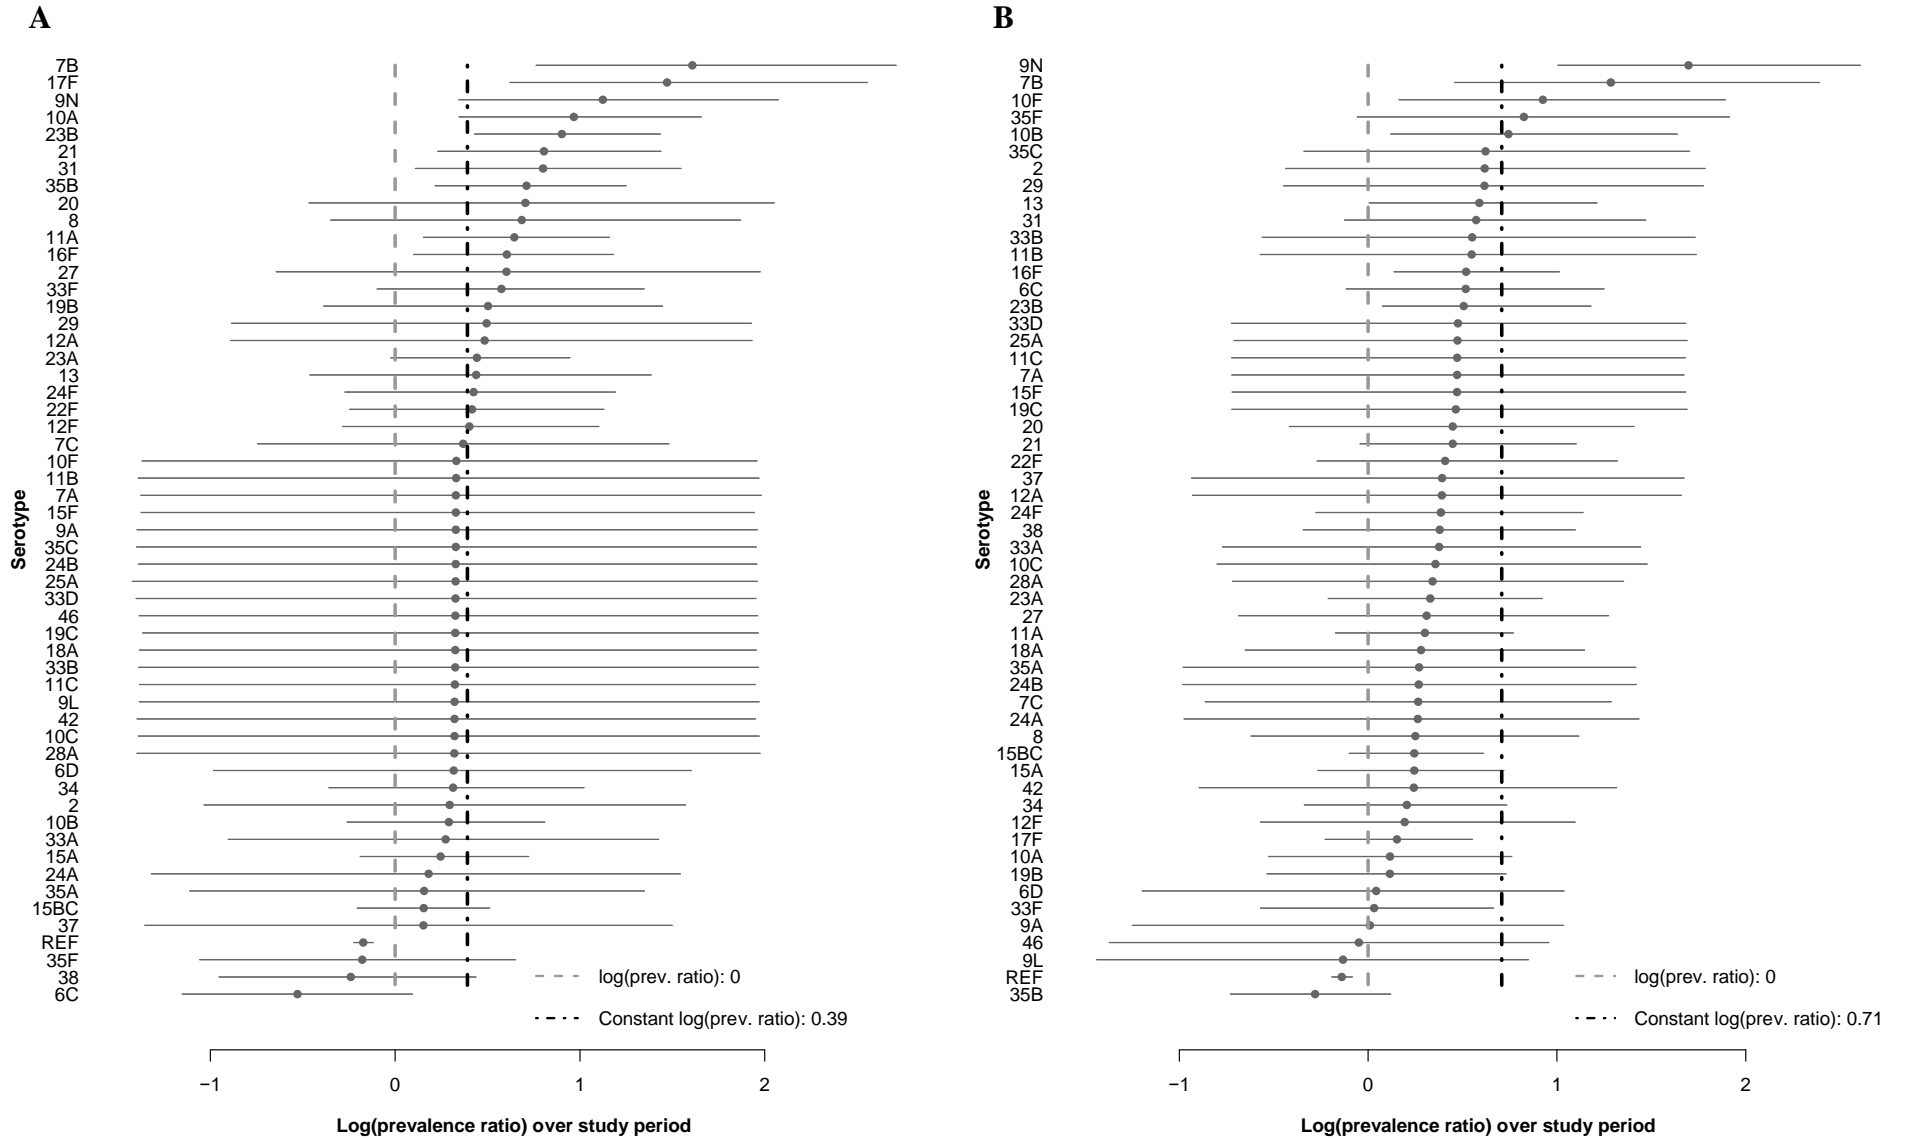 A
7B
17F
9N
10A
23B
21
31
35B
20
8
11A
16F
27
33F
19B
29
12A
23A
13
24F
22F
12F
7C
10F
11B
7A
15F
9A
35C
24B
25A
33D
46
19C
18A
33B
11C
9L
42
10C
28A
6D
34
2
10B
33A
15A
24A
35A
15BC
37
REF
35F
38
6C
Serotype
log(prev. ratio): 0
Constant log(prev. ratio): 0.39
−1 0 1 2
Log(prevalence ratio) over study period
B
9N
7B
10F
35F
10B
35C
2
29
13
31
33B
11B
16F
6C
23B
33D
25A
11C
7A
15F
19C
20
21
22F
37
12A
24F
38
33A
10C
28A
23A
27
11A
18A
35A
24B
7C
24A
8
15BC
15A
42
34
12F
17F
10A
19B
6D
33F
9A
46
9L
REF
35B
Serotype
log(prev. ratio): 0
Constant log(prev. ratio): 0.71
−1 0 1 2
Log(prevalence ratio) over study period